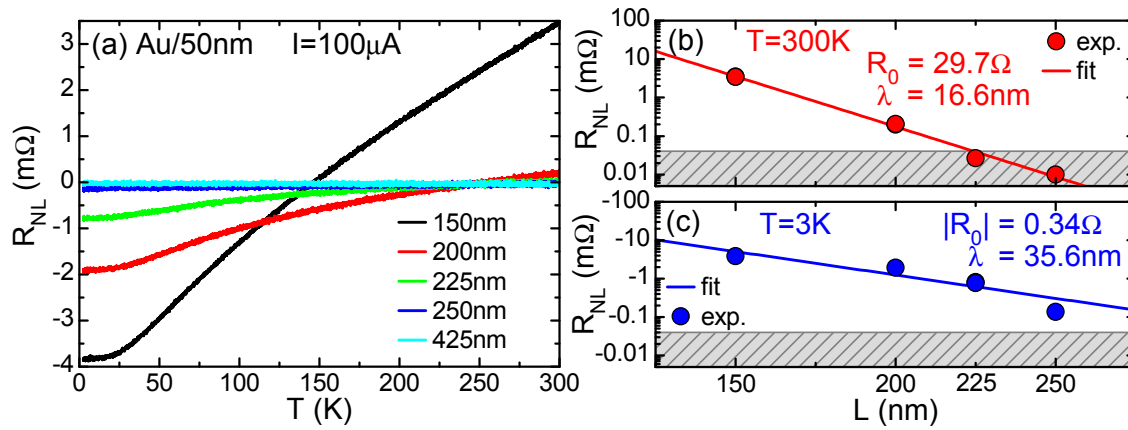 (a) Au/50nm I=100μA
R_NL (mΩ)
3
2
1
0
-1
-2
-3
-4
150nm
200nm
225nm
250nm
425nm
0 50 100 150 200 250 300
T (K)
(b) T=300K
exp.
fit
R₀ = 29.7Ω
λ = 16.6nm
R_NL (mΩ)
100
10
1
0.1
0.01
(c) T=3K
|R₀| = 0.34Ω
λ = 35.6nm
fit
exp.
R_NL (mΩ)
-100
-10
-1
-0.1
-0.01
150 200 225 250
L (nm)